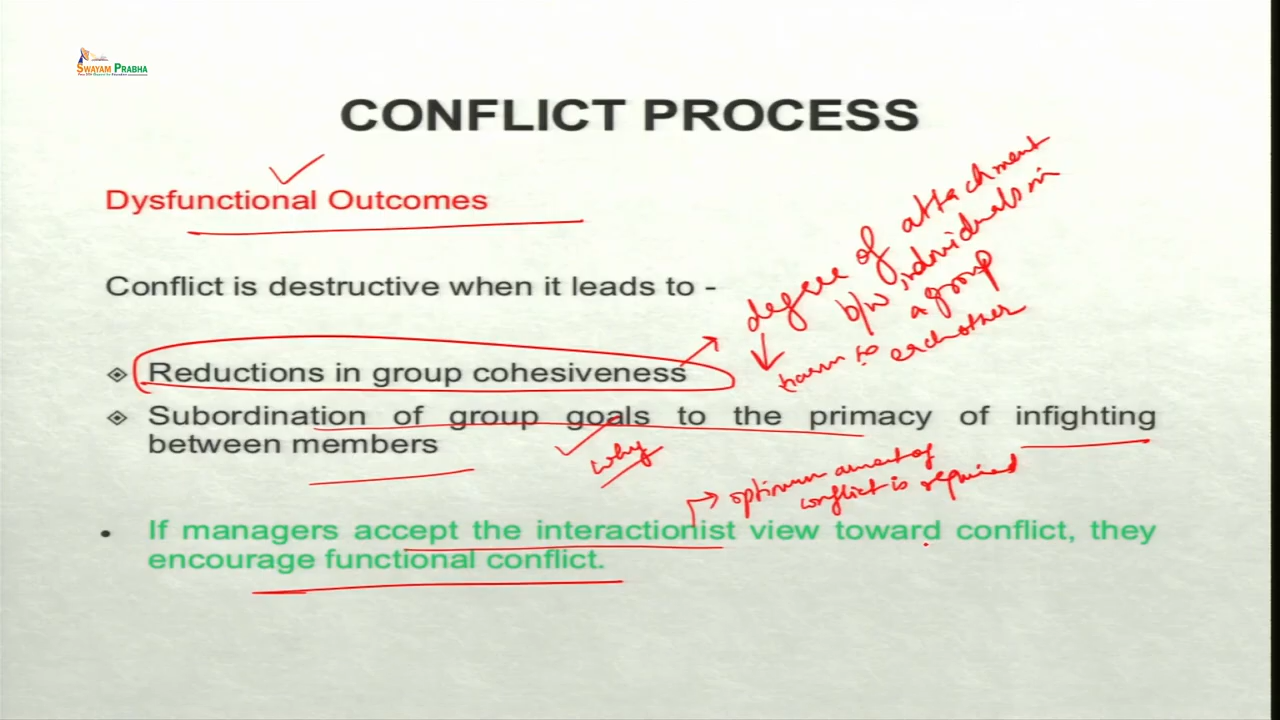 SWAYAM PRABHA
CONFLICT PROCESS
Dysfunctional Outcomes
Conflict is destructive when it leads to -
degree of attachment
b/w individuals in
a group
harm to
each other
Reductions in group cohesiveness
Subordination of group goals to the primacy of infighting
between members
why
optimum amount of
conflict is required
If managers accept the interactionist view toward conflict, they
encourage functional conflict.